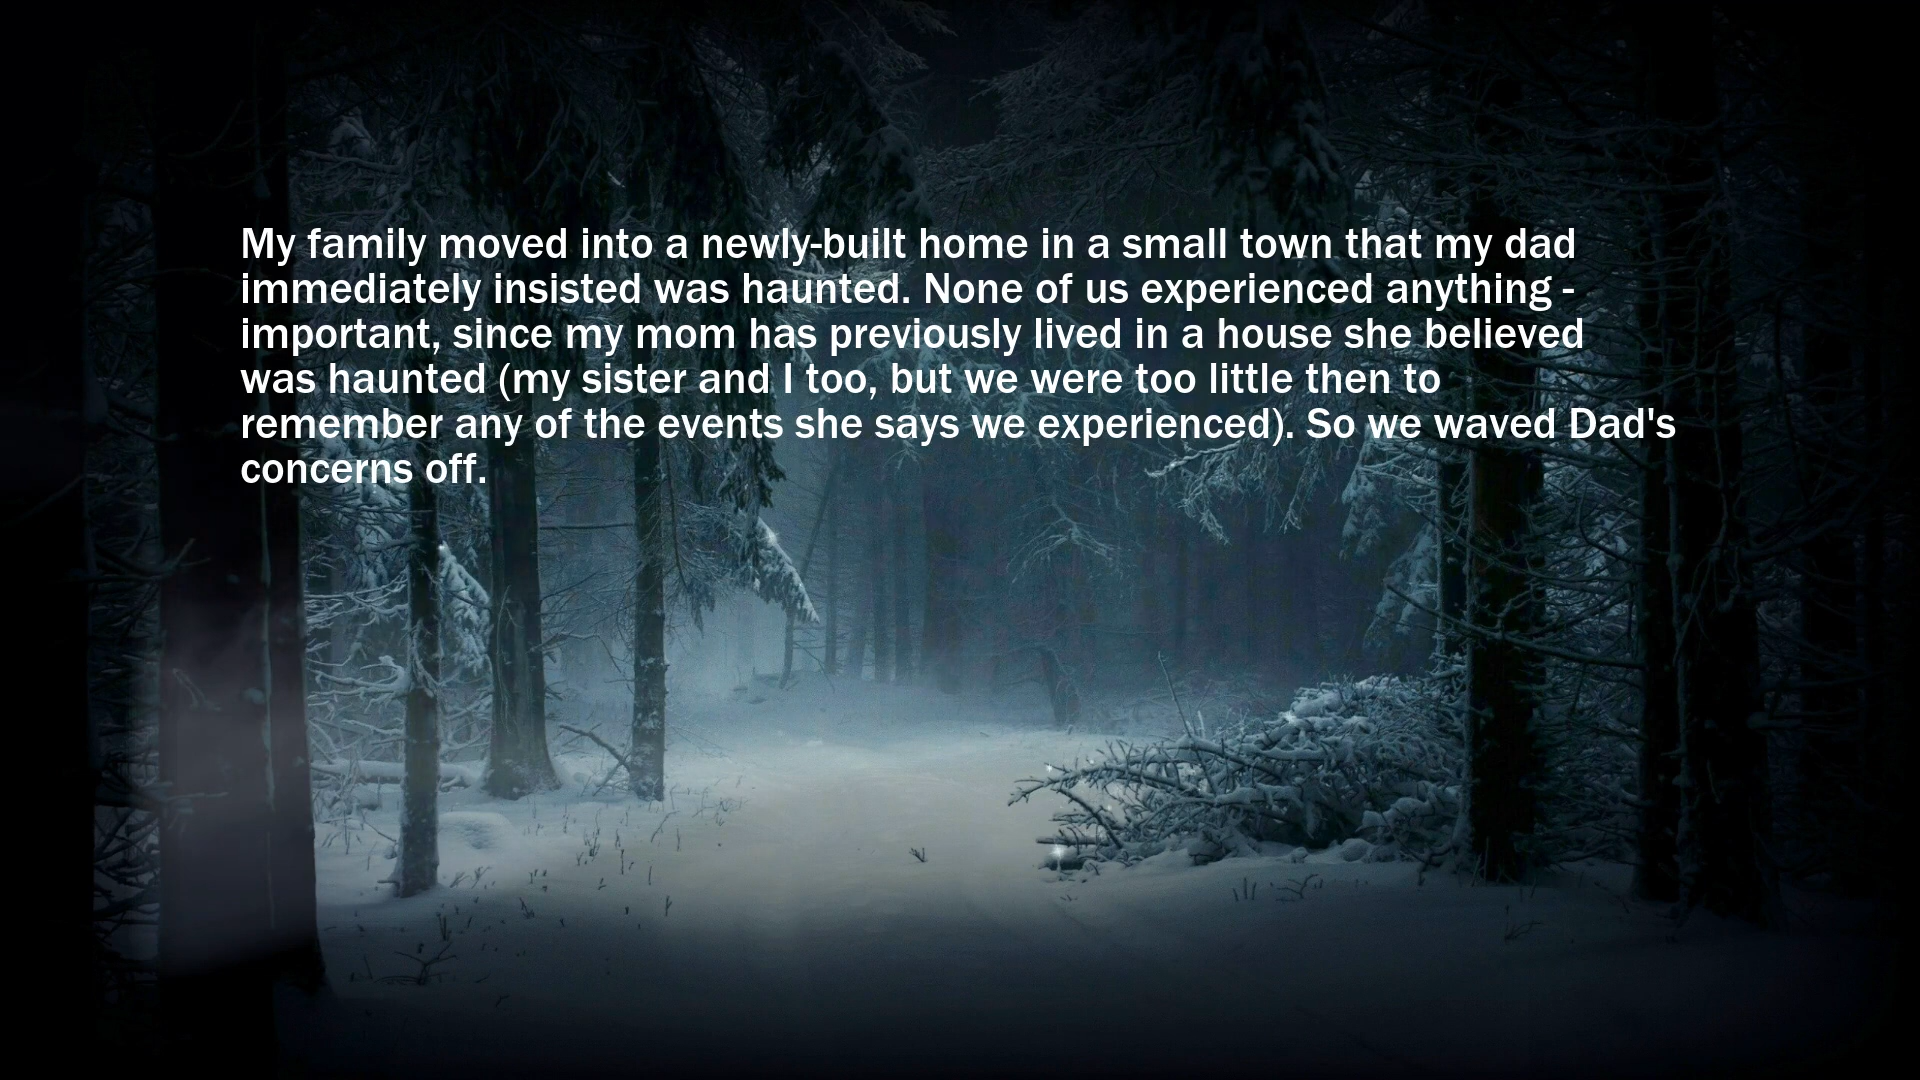 My family moved into a newly-built home in a small town that my dad
immediately insisted was haunted. None of us experienced anything -
important, since my mom has previously lived in a house she believed
was haunted (my sister and I too, but we were too little then to
remember any of the events she says we experienced). So we waved Dad's
concerns off.